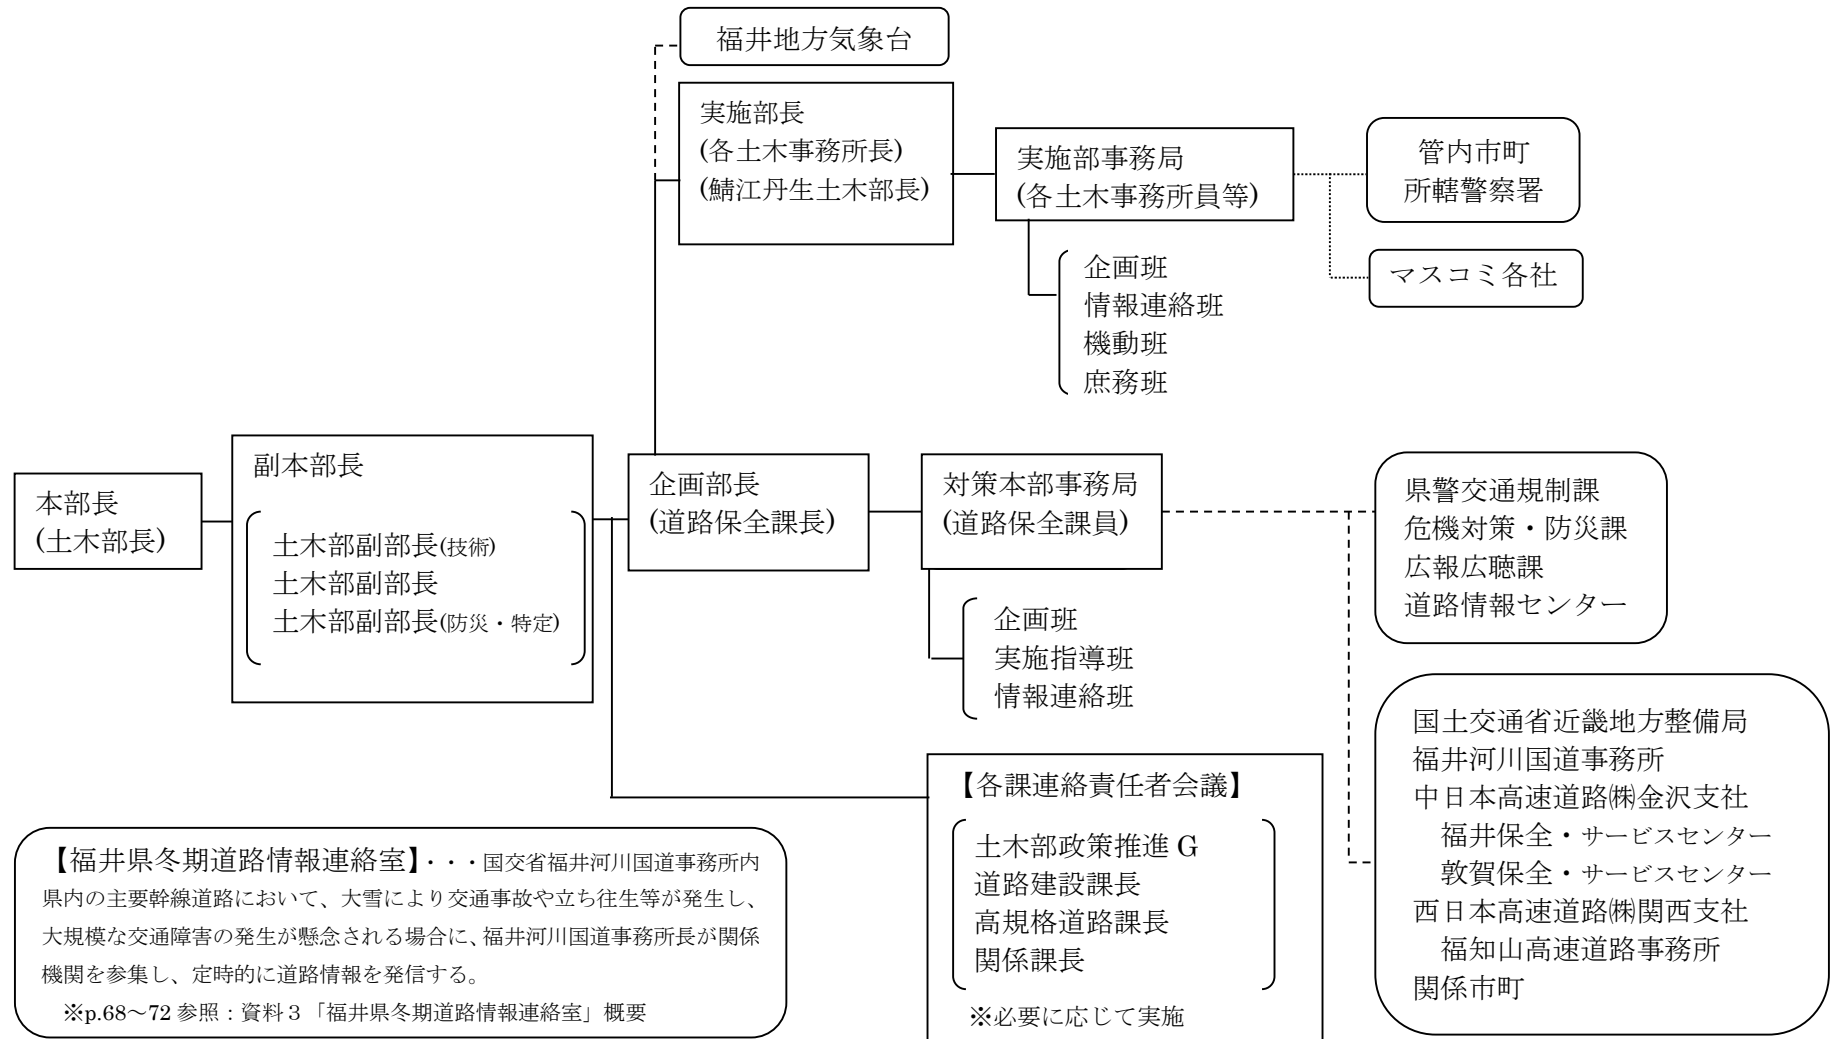 福井地方気象台
実施部長
(各土木事務所長)
(鯖江丹生土木部長)
実施部事務局
(各土木事務所員等)
管内市町
所轄警察署
マスコミ各社
企画班
情報連絡班
機動班
庶務班
本部長
(土木部長)
副本部長
土木部副部長(技術)
土木部副部長
土木部副部長(防災・特定)
企画部長
(道路保全課長)
対策本部事務局
(道路保全課員)
企画班
実施指導班
情報連絡班
県警交通規制課
危機対策・防災課
広報広聴課
道路情報センター
国土交通省近畿地方整備局
福井河川国道事務所
中日本高速道路㈱金沢支社
福井保全・サービスセンター
敦賀保全・サービスセンター
西日本高速道路㈱関西支社
福知山高速道路事務所
関係市町
【各課連絡責任者会議】
土木部政策推進 G
道路建設課長
高規格道路課長
関係課長
※必要に応じて実施
【福井県冬期道路情報連絡室】・・・国交省福井河川国道事務所内
県内の主要幹線道路において、大雪により交通事故や立ち往生等が発生し、
大規模な交通障害の発生が懸念される場合に、福井河川国道事務所長が関係
機関を参集し、定時的に道路情報を発信する。
※p.68～72 参照：資料３「福井県冬期道路情報連絡室」概要